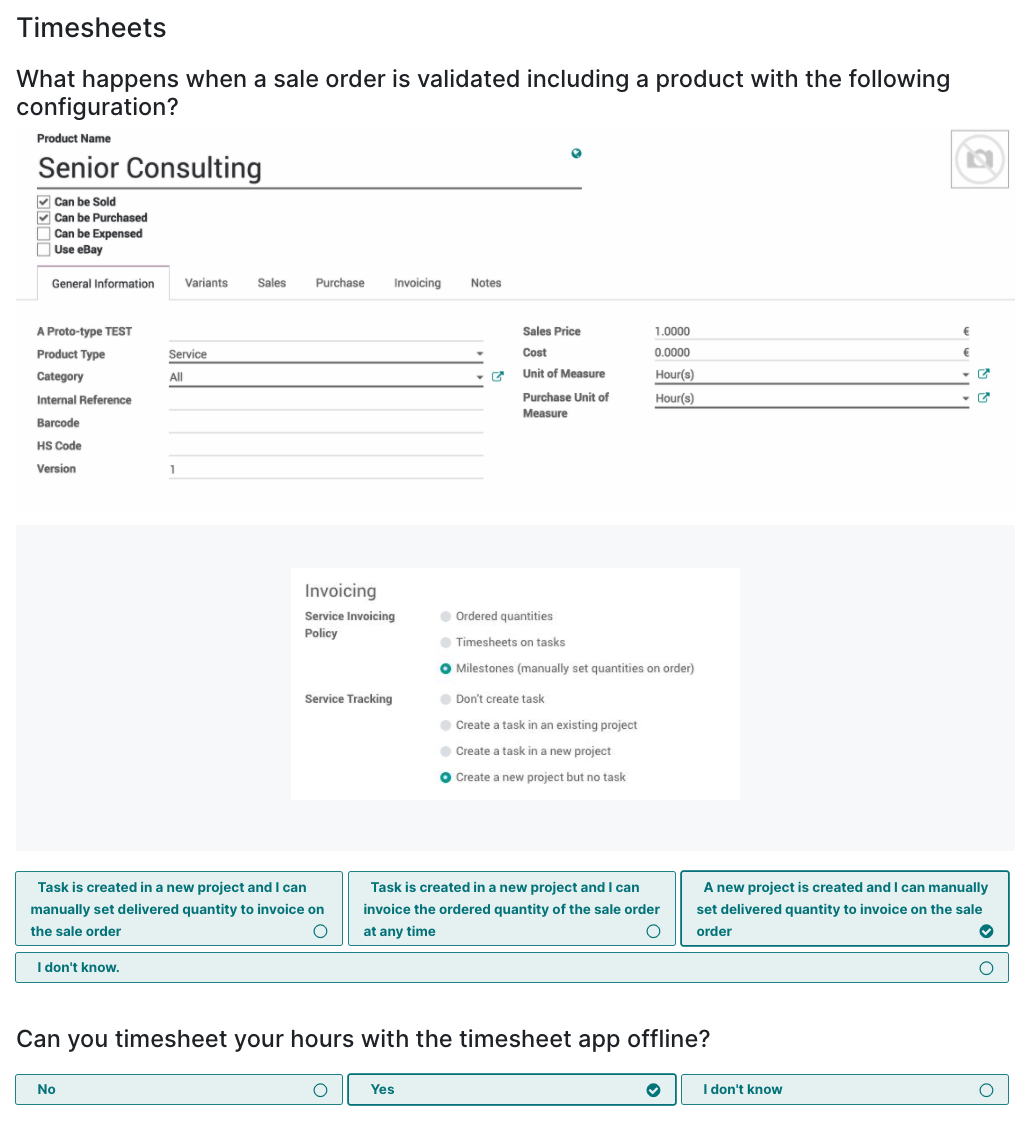 Timesheets
What happens when a sale order is validated including a product with the following
configuration?
Product Name
Senior Consulting
Can be Sold
Can be Purchased
Can be Expensed
Use eBay
General Information Variants Sales Purchase Invoicing Notes
A Proto-type TEST
Product Type Service
Category All
Internal Reference
Barcode
HS Code
Version 1
Sales Price 1.0000 €
Cost 0.0000 €
Unit of Measure Hour(s)
Purchase Unit of Hour(s)
Measure
Invoicing
Service Invoicing Ordered quantities
Policy
Timesheets on tasks
Milestones (manually set quantities on order)
Service Tracking Don't create task
Create a task in an existing project
Create a task in a new project
Create a new project but no task
Task is created in a new project and I can
manually set delivered quantity to invoice on
the sale order
Task is created in a new project and I can
invoice the ordered quantity of the sale order
at any time
A new project is created and I can manually
set delivered quantity to invoice on the sale
order
I don't know.
Can you timesheet your hours with the timesheet app offline?
No Yes I don't know